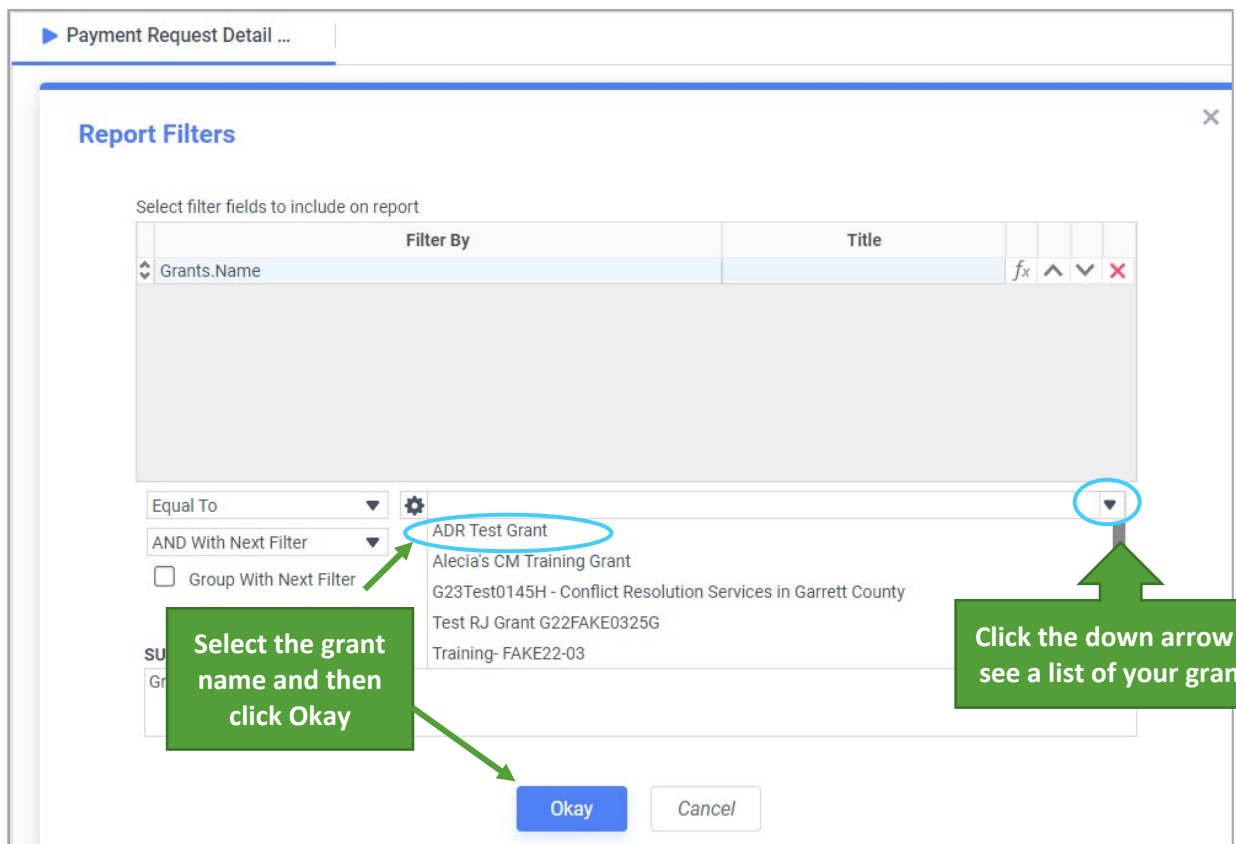 Payment Request Detail ...
Report Filters
Select filter fields to include on report
Filter By Title
Grants.Name fx
Equal To
AND With Next Filter
Group With Next Filter
ADR Test Grant
Alecia's CM Training Grant
G23Test0145H - Conflict Resolution Services in Garrett County
Test RJ Grant G22FAKE0325G
Training- FAKE22-03
Select the grant
name and then
click Okay
Click the down arrow
see a list of your
Okay Cancel